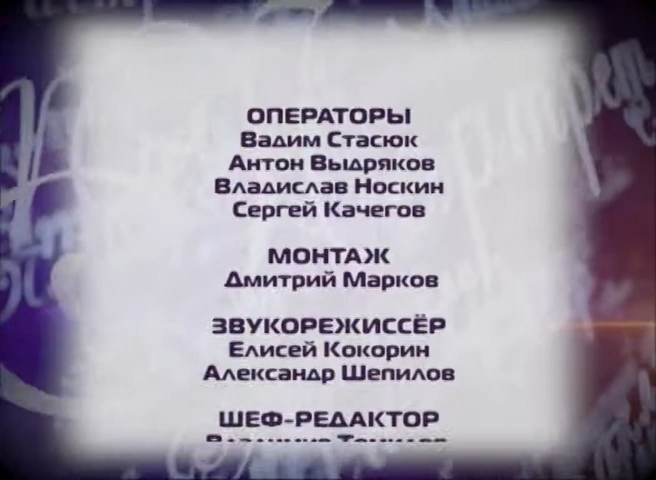 ОПЕРАТОРЫ
Вадим Стасюк
Антон Выдряков
Владислав Носкин
Сергей Качегов
МОНТАЖ
Дмитрий Марков
ЗВУКОРЕЖИССЁР
Елисей Кокорин
Александр Шепилов
ШЕФ-РЕДАКТОР